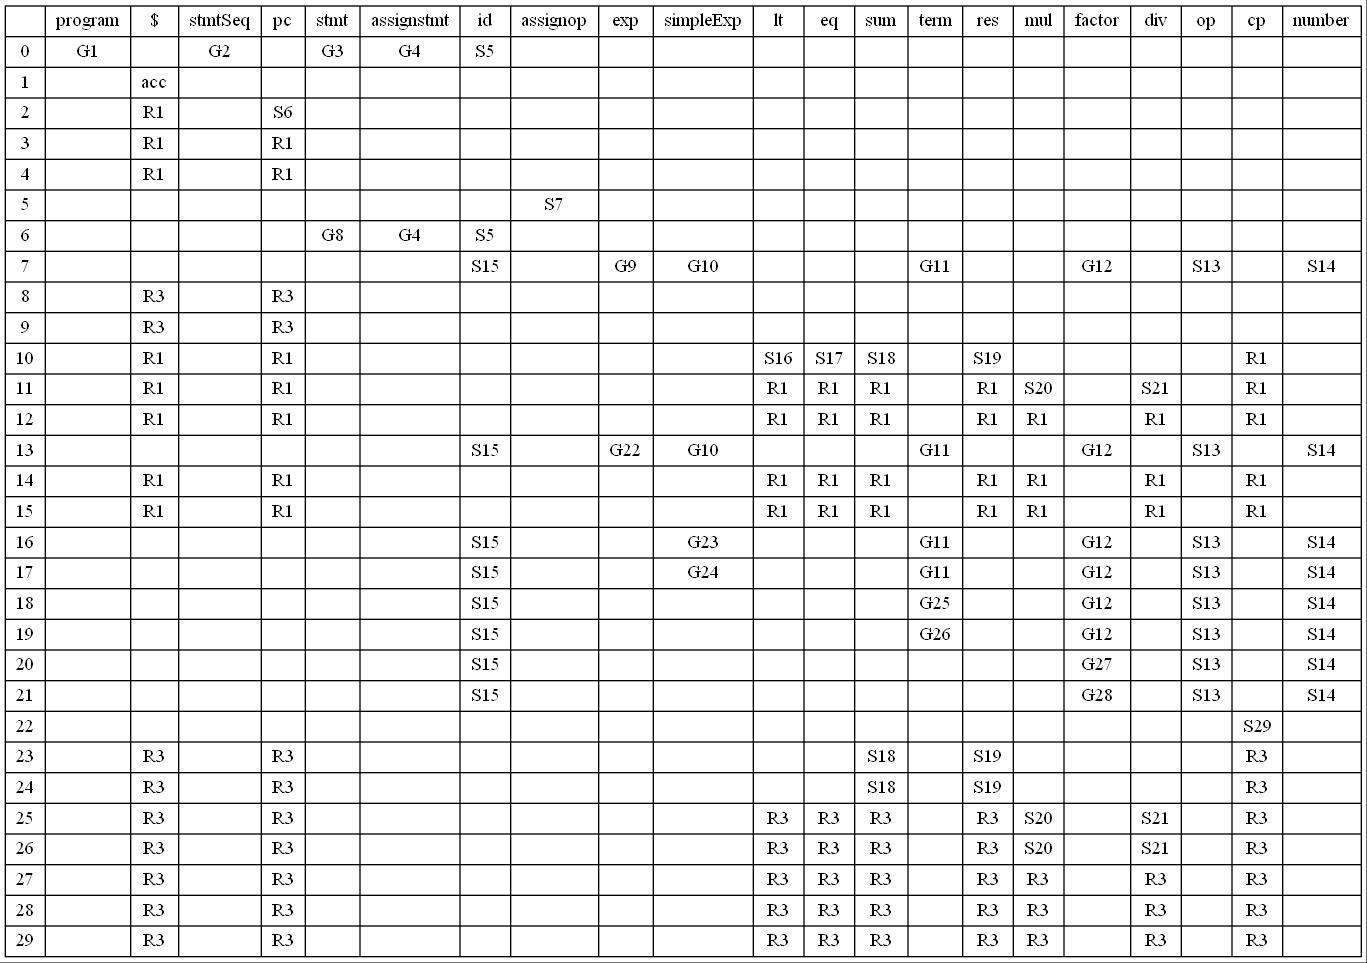 program $ stmtSeq pc stmt assignstmt id assignop exp simpleExp lt eq sum term res mul factor div op cp number
0 G1 G2 G3 G4 S5
1 acc
2 R1 S6
3 R1 R1
4 R1 R1
5 S7
6 G8 G4 S5
7 S15 G9 G10 G11 G12 S13 S14
8 R3 R3
9 R3 R3
10 R1 R1 S16 S17 S18 S19 R1
11 R1 R1 R1 R1 R1 R1 S20 S21 R1
12 R1 R1 R1 R1 R1 R1 R1 R1 R1
13 S15 G22 G10 G11 G12 S13 S14
14 R1 R1 R1 R1 R1 R1 R1 R1 R1
15 R1 R1 R1 R1 R1 R1 R1 R1 R1
16 S15 G23 G11 G12 S13 S14
17 S15 G24 G11 G12 S13 S14
18 S15 G25 G12 S13 S14
19 S15 G26 G12 S13 S14
20 S15 G27 S13 S14
21 S15 G28 S13 S14
22 S29
23 R3 R3 S18 S19 R3
24 R3 R3 S18 S19 R3
25 R3 R3 R3 R3 R3 R3 S20 S21 R3
26 R3 R3 R3 R3 R3 R3 S20 S21 R3
27 R3 R3 R3 R3 R3 R3 R3 R3 R3
28 R3 R3 R3 R3 R3 R3 R3 R3 R3
29 R3 R3 R3 R3 R3 R3 R3 R3 R3